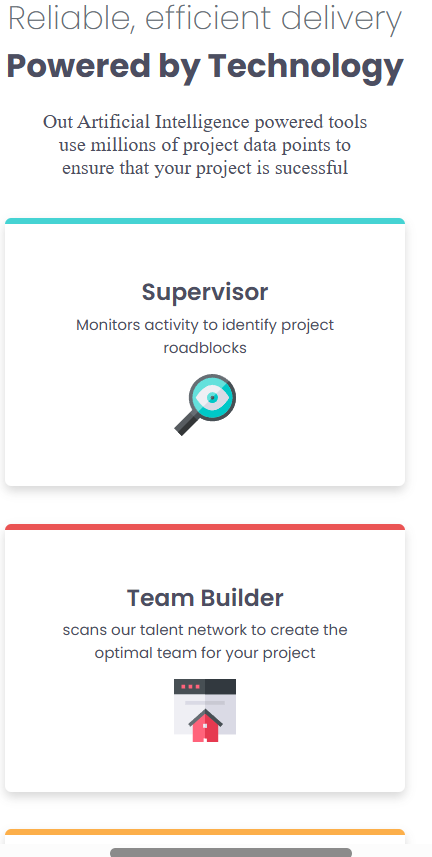 Reliable, efficient delivery
Powered by Technology
Out Artificial Intelligence powered tools
use millions of project data points to
ensure that your project is sucessful
Supervisor
Monitors activity to identify project
roadblocks
Team Builder
scans our talent network to create the
optimal team for your project